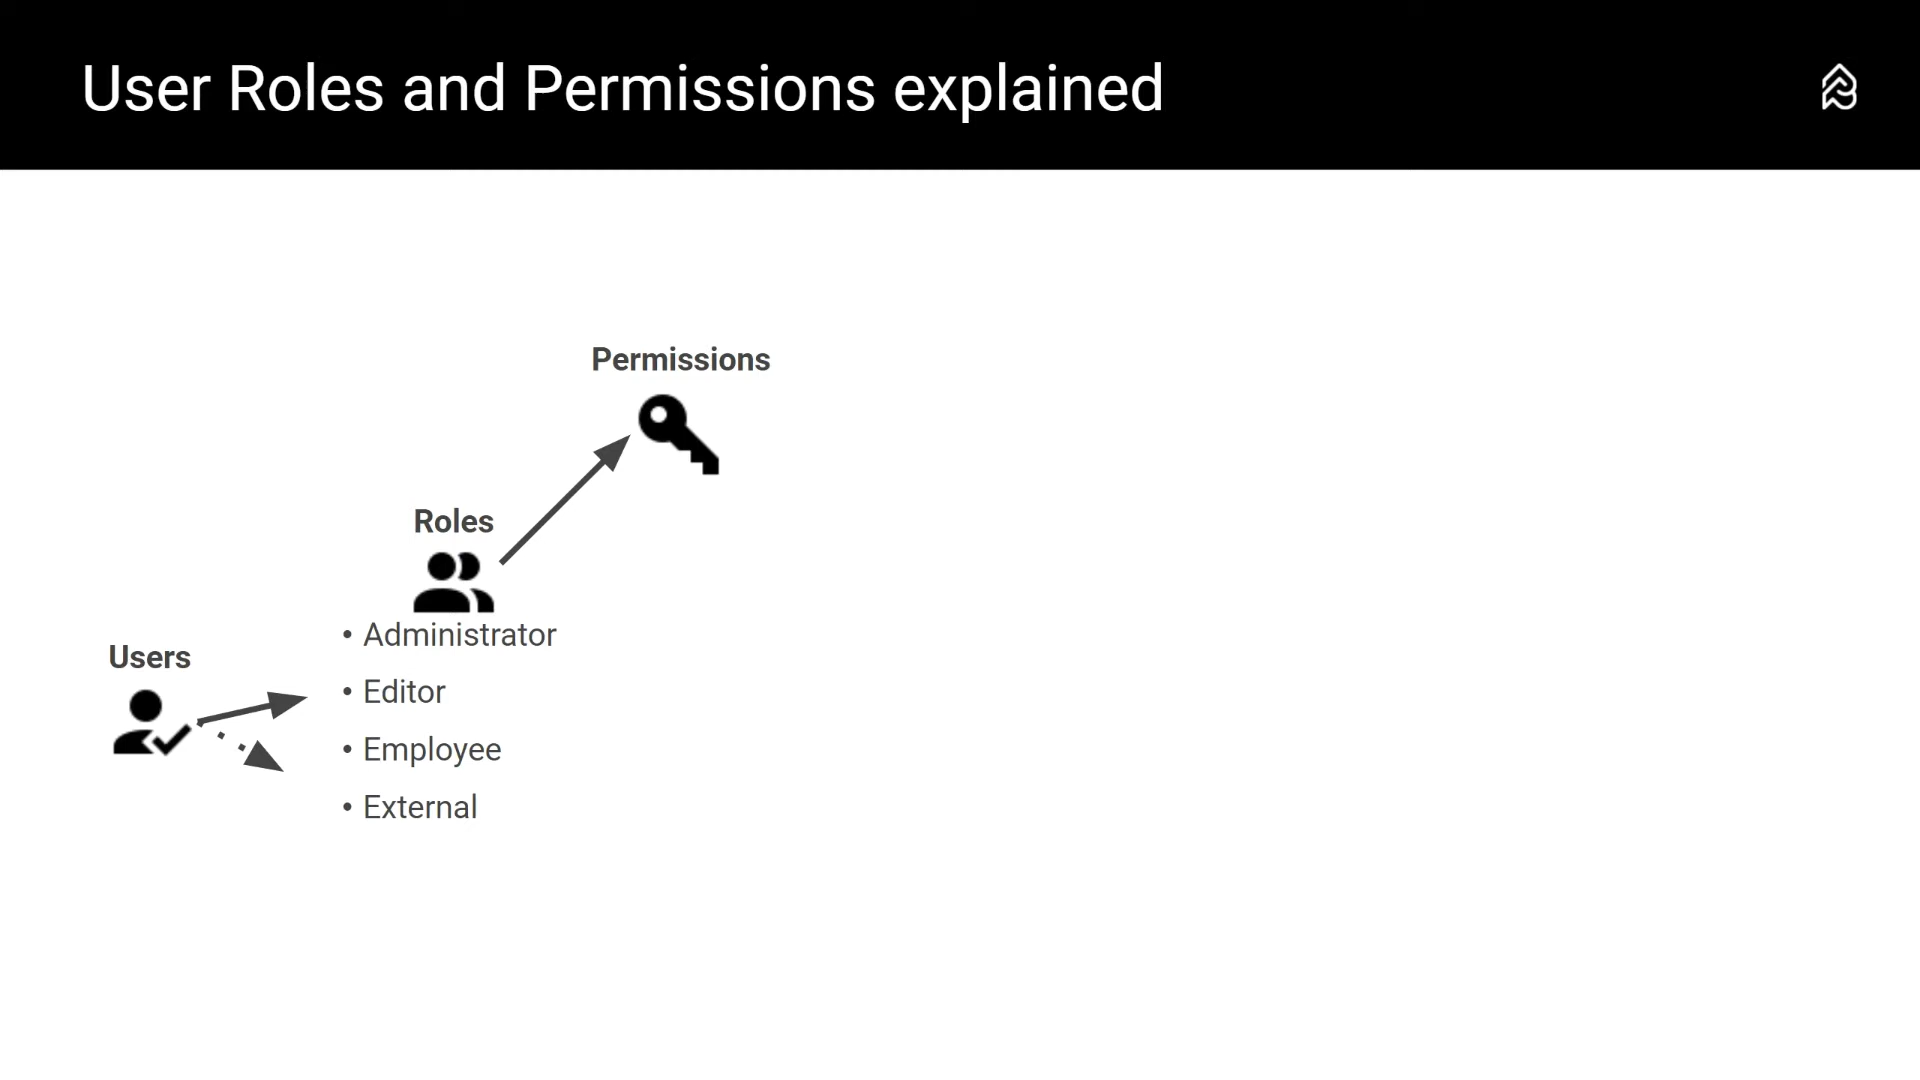 User Roles and Permissions explained
Permissions
Roles
• Administrator
Users
• Editor
• Employee
• External